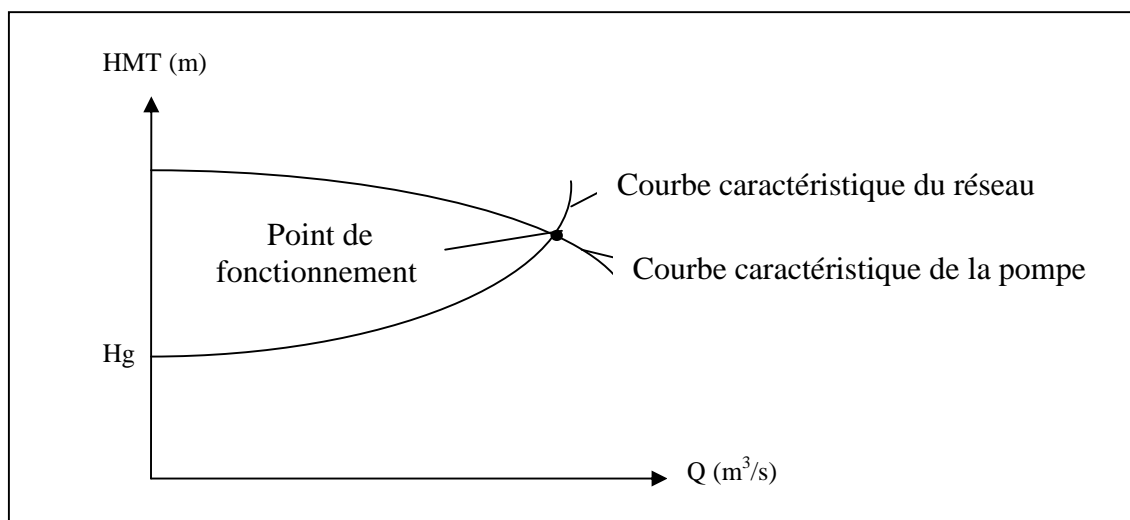 HMT (m)
Courbe caractéristique du réseau
Point de
fonctionnement
Courbe caractéristique de la pompe
Hg
Q (m³/s)